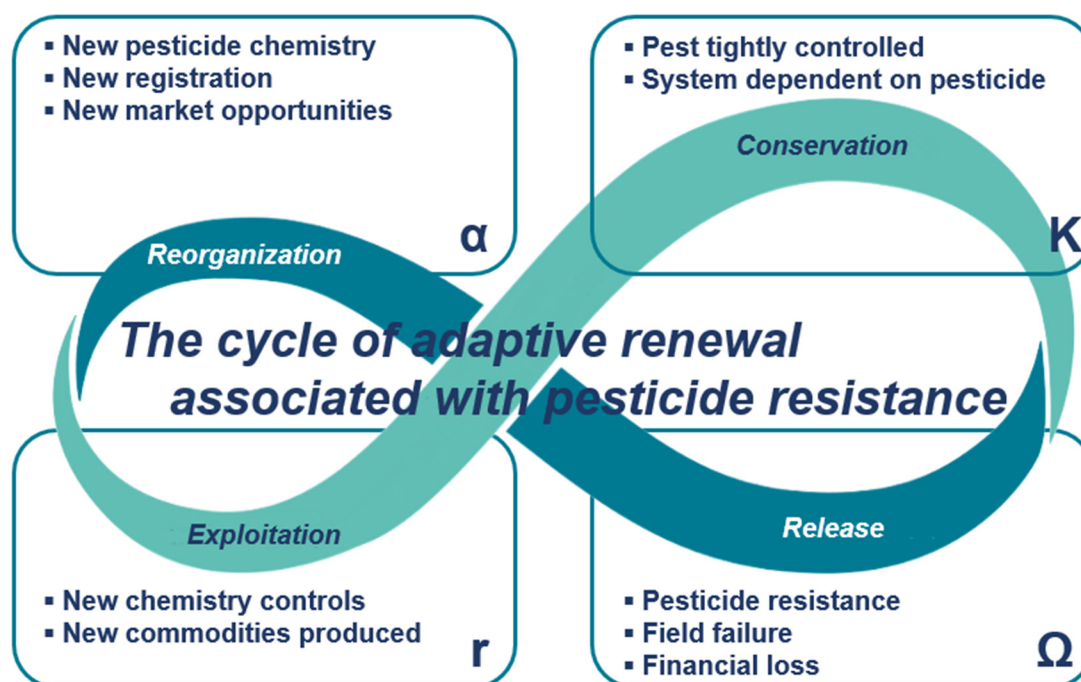 ▪ New pesticide chemistry
▪ New registration
▪ New market opportunities
α
Reorganization
▪ Pest tightly controlled
▪ System dependent on pesticide
Conservation
K
The cycle of adaptive renewal
associated with pesticide resistance
Exploitation
▪ New chemistry controls
▪ New commodities produced
r
Release
▪ Pesticide resistance
▪ Field failure
▪ Financial loss
Ω